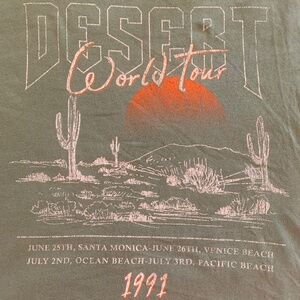 DESERT
World Tour
JUNE 25TH, SANTA MONICA-JUNE 26TH, VENICE BEACH
JULY 2ND, OCEAN BEACH-JULY 3RD, PACIFIC BEACH
1991